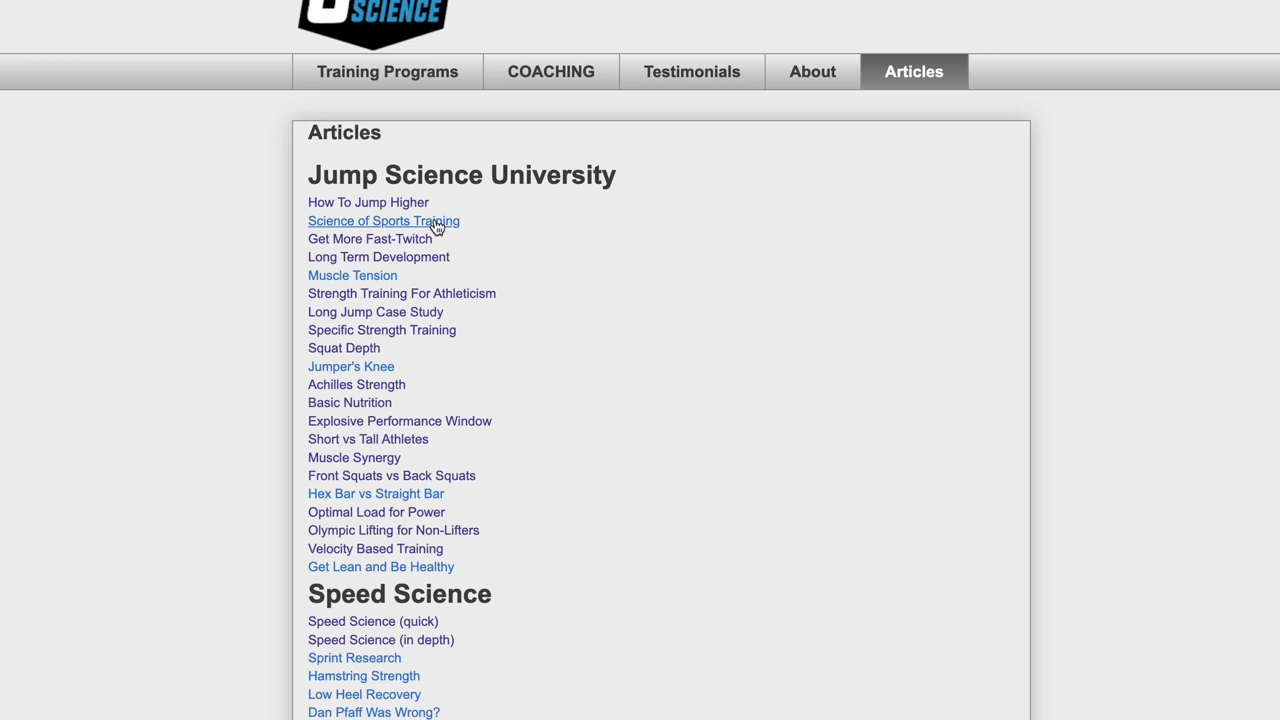 SCIENCE
Training Programs
COACHING
Testimonials
About
Articles
Articles
Jump Science University
How To Jump Higher
Science of Sports Training
Get More Fast-Twitch
Long Term Development
Muscle Tension
Strength Training For Athleticism
Long Jump Case Study
Specific Strength Training
Squat Depth
Jumper's Knee
Achilles Strength
Basic Nutrition
Explosive Performance Window
Short vs Tall Athletes
Muscle Synergy
Front Squats vs Back Squats
Hex Bar vs Straight Bar
Optimal Load for Power
Olympic Lifting for Non-Lifters
Velocity Based Training
Get Lean and Be Healthy
Speed Science
Speed Science (quick)
Speed Science (in depth)
Sprint Research
Hamstring Strength
Low Heel Recovery
Dan Pfaff Was Wrong?